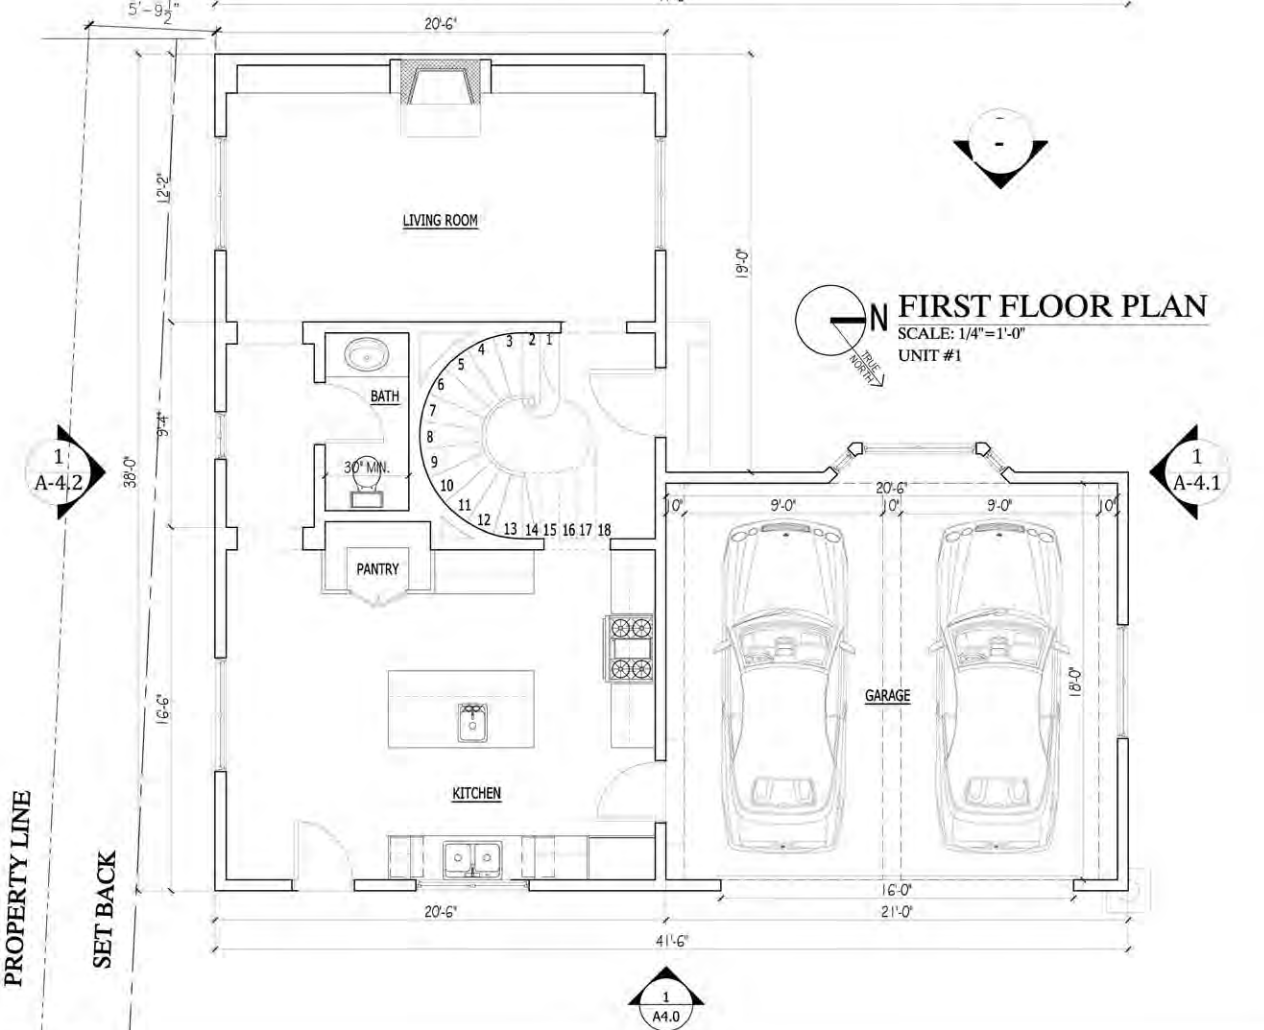 5'-9½"
20'-6"
12'-2"
LIVING ROOM
19'-0"
N
FIRST FLOOR PLAN
SCALE: 1/4"=1'-0"
UNIT #1
TRUE
NORTH
1 2 3 4 5 6 7 8 9 10 11 12 13 14 15 16 17 18
BATH
9'-4"
38'-0"
1
A-4.2
30" MIN.
1
A-4.1
20'-6"
10" 9'-0" 10" 9'-0" 10"
PANTRY
16'-6"
18'-0"
GARAGE
KITCHEN
PROPERTY LINE
SET BACK
16'-0"
20'-6"
21'-0"
41'-6"
1
A4.0